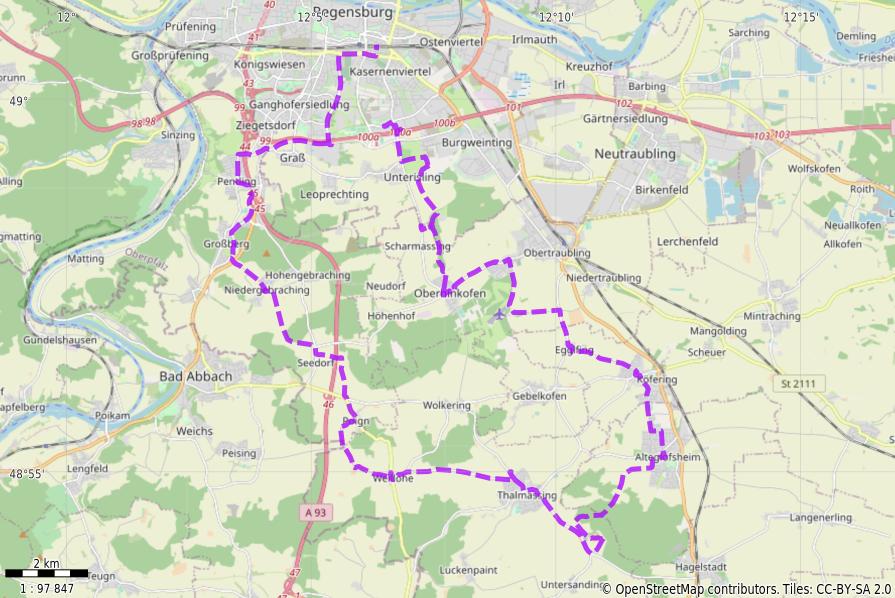 12°
12°5'
Regensburg
12°10'
12°15'
Prüfening
Ostenviertel
Irlmauth
Sarching
Demling
Großprüfening
Königswiesen
Kasernenviertel
Kreuzhof
Irl
Barbing
49°
Ganghofersiedlung
101
102
Gärtnersiedlung
98
98
99
Ziegetsdorf
100a
100b
103
103
Sinzing
44
99
Graß
Burgweinting
Neutraubling
Wolfskofen
Pentling
Unterisling
Birkenfeld
Roith
Leoprechting
45
Neuallkofen
Großberg
Scharmassing
Lerchenfeld
Allkofen
Matting
Oberpfalz
Obertraubling
Hohengebraching
Niedertraubling
Niedergebraching
Neudorf
Oberhinkofen
Höhenhof
Mintraching
Gundelshausen
Mangolding
Seedorf
Egglfing
Scheuer
Bad Abbach
Köfering
St 2111
46
Wolkering
Gebelkofen
Poikam
Poign
Weichs
Peising
Lengfeld
48°55'
Weillohe
Alteglofsheim
Thalmassing
A 93
Langenerling
2 km
Luckenpaint
Hagelstadt
Teugn
47
Untersanding
1 : 97 847
© OpenStreetMap contributors. Tiles: CC-BY-SA 2.0